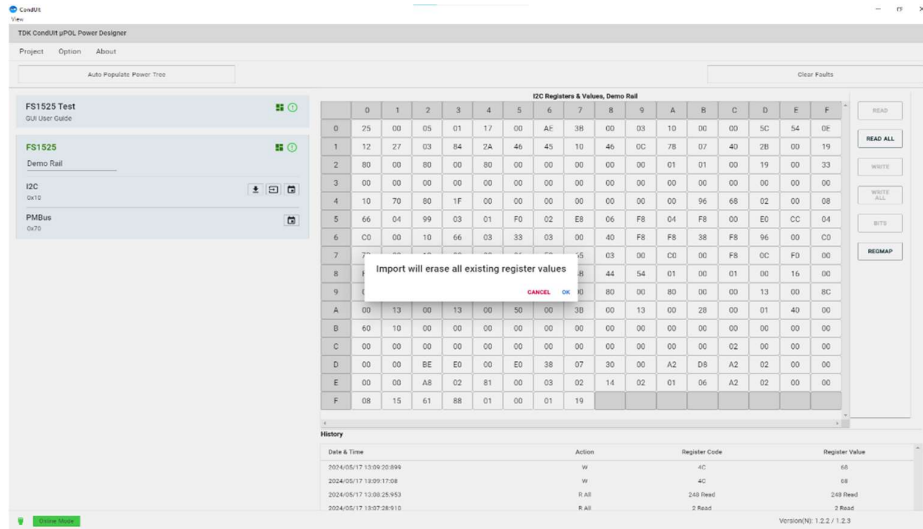 CondUit
View
TDK CondUit µPOL Power Designer
Project Option About
Auto Populate Power Tree
Clear Faults
FS1525 Test
GUI User Guide
FS1525
Demo Rail
I2C
0x10
PMBus
0x70
I2C Registers & Values, Demo Rail
0 1 2 3 4 5 6 7 8 9 A B C D E F
0 25 00 05 01 17 00 AE 3B 00 03 10 00 00 5C 54 0E
1 12 27 03 84 2A 46 45 10 46 0C 78 07 40 2B 00 19
2 80 00 80 00 80 00 00 00 00 00 01 01 00 19 00 33
3 00 00 00 00 00 00 00 00 00 00 00 00 00 00 00 00
4 10 70 80 1F 00 00 00 00 00 00 00 96 68 02 00 08
5 66 04 99 03 01 F0 02 E8 06 F8 04 F8 00 E0 CC 04
6 C0 00 10 66 03 33 03 00 40 F8 F8 38 F8 96 00 C0
7 03 00 C0 00 F8 0C F0 00
8 44 54 01 00 01 00 16 00
9 80 00 80 00 00 13 00 8C
A 00 13 00 13 00 50 00 3B 00 13 00 28 00 01 40 00
B 60 10 00 00 00 00 00 00 00 00 00 00 00 00 00 00
C 00 00 00 00 00 00 00 00 00 00 00 00 02 00 00 00
D 00 00 BE E0 00 E0 38 07 30 00 A2 D8 A2 02 00 00
E 00 00 A8 02 81 00 03 02 14 02 01 06 A2 02 00 00
F 08 15 61 88 01 00 01 19
Import will erase all existing register values
CANCEL OK
READ
READ ALL
WRITE
WRITE ALL
BITS
REGMAP
History
Date & Time Action Register Code Register Value
2024/05/17 13:09:20:899 W 4C 68
2024/05/17 13:09:17:08 W 4C 68
2024/05/17 13:08:25:953 R All 248 Read 248 Read
2024/05/17 13:07:28:910 R All 2 Read 2 Read
Online Mode
Version(N): 1.2.2 / 1.2.3